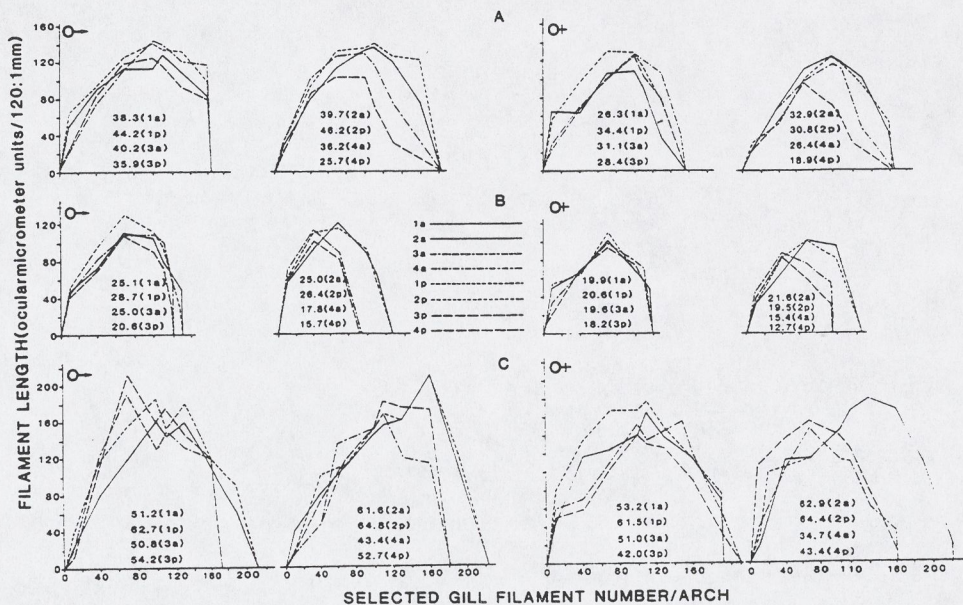 FILAMENT LENGTH(ocularmicrometer units/120:1mm)
A
160
120
80
40
0
38.3(1a)
44.2(1p)
40.2(3a)
35.9(3p)
39.7(2a)
46.2(2p)
36.2(4a)
25.7(4p)
26.3(1a)
34.4(1p)
31.1(3a)
28.4(3p)
32.9(2a)
30.8(2p)
26.4(4a)
18.9(4p)
B
120
80
40
0
25.1(1a)
28.7(1p)
25.0(3a)
20.6(3p)
25.0(2a)
26.4(2p)
17.8(4a)
15.7(4p)
1a
2a
3a
4a
1p
2p
3p
4p
19.9(1a)
20.6(1p)
19.6(3a)
18.2(3p)
21.6(2a)
19.5(2p)
15.4(4a)
12.7(4p)
C
200
160
120
80
40
0
51.2(1a)
62.7(1p)
50.8(3a)
54.2(3p)
61.6(2a)
64.8(2p)
43.4(4a)
52.7(4p)
53.2(1a)
61.5(1p)
51.0(3a)
42.0(3p)
62.9(2a)
64.4(2p)
34.7(4a)
43.4(4p)
0 40 80 120 160 200
0 40 80 120 160 200
0 40 80 120 160 200
0 40 80 110 160 200
SELECTED GILL FILAMENT NUMBER/ARCH